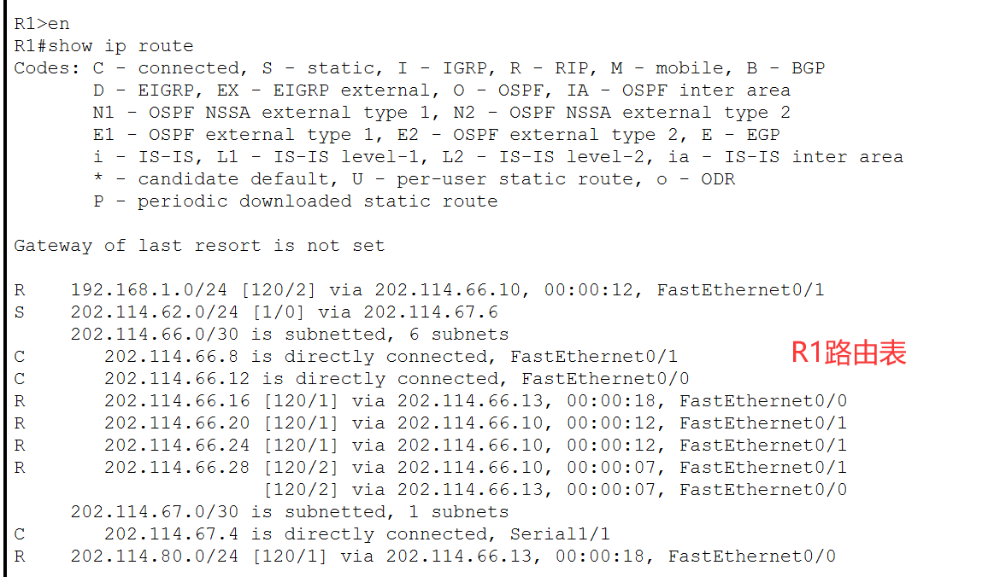 R1>en
R1#show ip route
Codes: C - connected, S - static, I - IGRP, R - RIP, M - mobile, B - BGP
D - EIGRP, EX - EIGRP external, O - OSPF, IA - OSPF inter area
N1 - OSPF NSSA external type 1, N2 - OSPF NSSA external type 2
E1 - OSPF external type 1, E2 - OSPF external type 2, E - EGP
i - IS-IS, L1 - IS-IS level-1, L2 - IS-IS level-2, ia - IS-IS inter area
* - candidate default, U - per-user static route, o - ODR
P - periodic downloaded static route
Gateway of last resort is not set
R 192.168.1.0/24 [120/2] via 202.114.66.10, 00:00:12, FastEthernet0/1
S 202.114.62.0/24 [1/0] via 202.114.67.6
202.114.66.0/30 is subnetted, 6 subnets
C 202.114.66.8 is directly connected, FastEthernet0/1
R1路由表
C 202.114.66.12 is directly connected, FastEthernet0/0
R 202.114.66.16 [120/1] via 202.114.66.13, 00:00:18, FastEthernet0/0
R 202.114.66.20 [120/1] via 202.114.66.10, 00:00:12, FastEthernet0/1
R 202.114.66.24 [120/1] via 202.114.66.10, 00:00:12, FastEthernet0/1
R 202.114.66.28 [120/2] via 202.114.66.10, 00:00:07, FastEthernet0/1
[120/2] via 202.114.66.13, 00:00:07, FastEthernet0/0
202.114.67.0/30 is subnetted, 1 subnets
C 202.114.67.4 is directly connected, Serial1/1
R 202.114.80.0/24 [120/1] via 202.114.66.13, 00:00:18, FastEthernet0/0